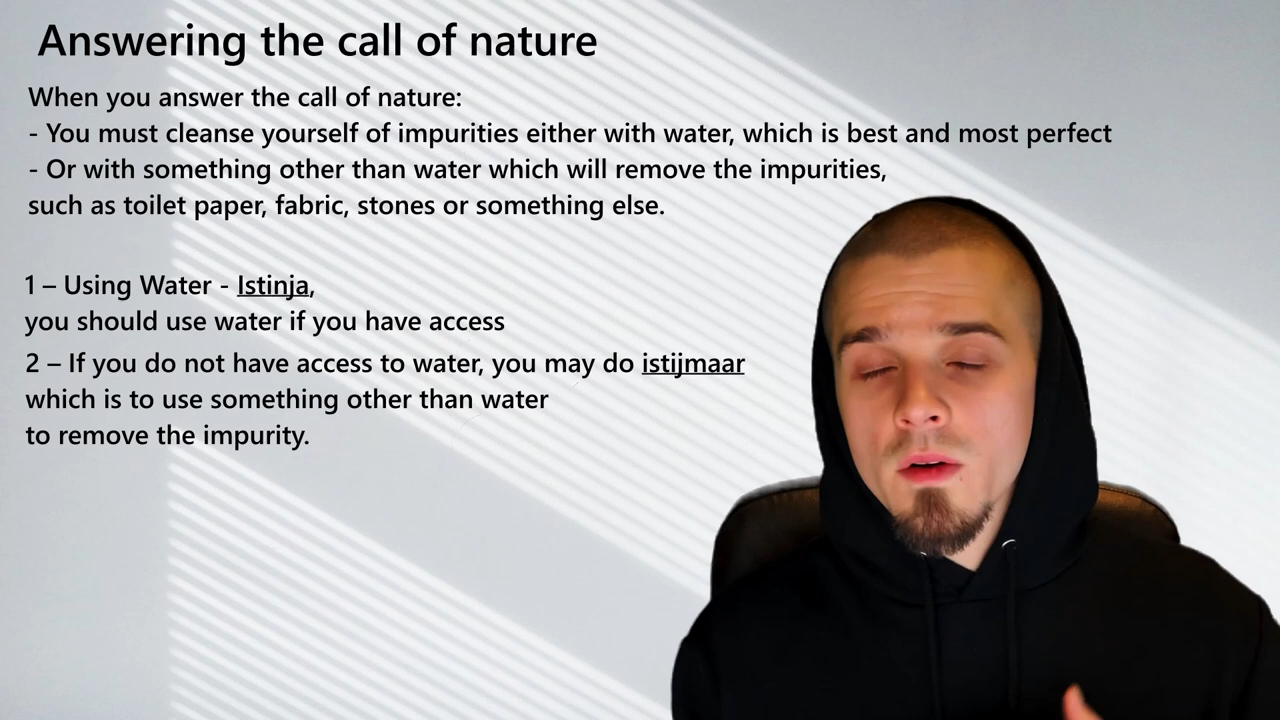 Answering the call of nature
When you answer the call of nature:
- You must cleanse yourself of impurities either with water, which is best and most perfect
- Or with something other than water which will remove the impurities,
such as toilet paper, fabric, stones or something else.
1 – Using Water - Istinja,
you should use water if you have access
2 – If you do not have access to water, you may do istijmaar
which is to use something other than water
to remove the impurity.